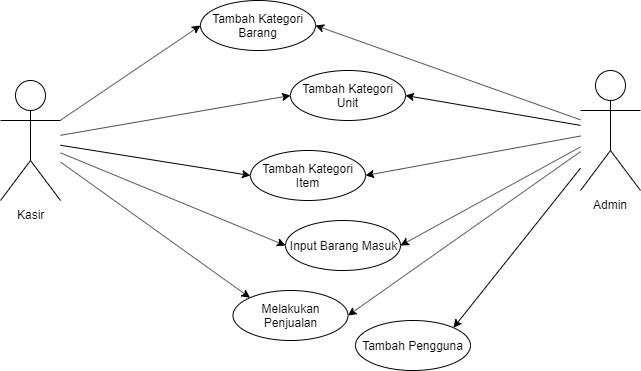 Tambah Kategori
Barang
Tambah Kategori
Unit
Tambah Kategori
Item
Kasir
Admin
Input Barang Masuk
Melakukan
Penjualan
Tambah Pengguna